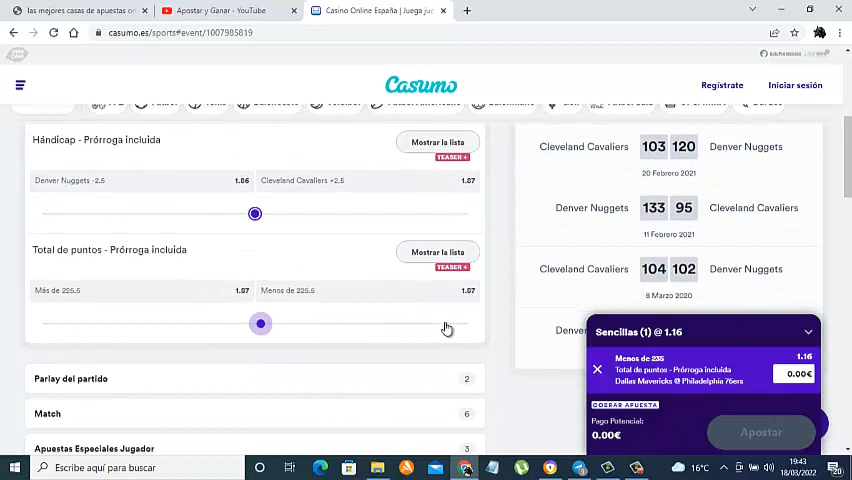 las mejores casas de apuestas on
Apostar y Ganar - YouTube
Casino Online España | Juega jue
casumo.es/sports#event/1007985819
Casumo
Regístrate
Iniciar sesión
Hándicap - Prórroga incluida
Mostrar la lista
TEASER +
Denver Nuggets -2.5 1.86
Cleveland Cavaliers +2.5 1.87
Total de puntos - Prórroga incluida
Mostrar la lista
TEASER +
Más de 225.5 1.87
Menos de 225.5 1.87
Parlay del partido 2
Match 6
Apuestas Especiales Jugador 3
Cleveland Cavaliers 103 120 Denver Nuggets
20 Febrero 2021
Denver Nuggets 133 95 Cleveland Cavaliers
11 Febrero 2021
Cleveland Cavaliers 104 102 Denver Nuggets
8 Marzo 2020
Sencillas (1) @ 1.16
Menos de 235 1.16
Total de puntos - Prórroga incluida
Dallas Mavericks @ Philadelphia 76ers
0.00€
COBRAR APUESTA
Pago Potencial:
0.00€
Apostar
Escribe aquí para buscar
16°C
19:43
18/03/2022
20